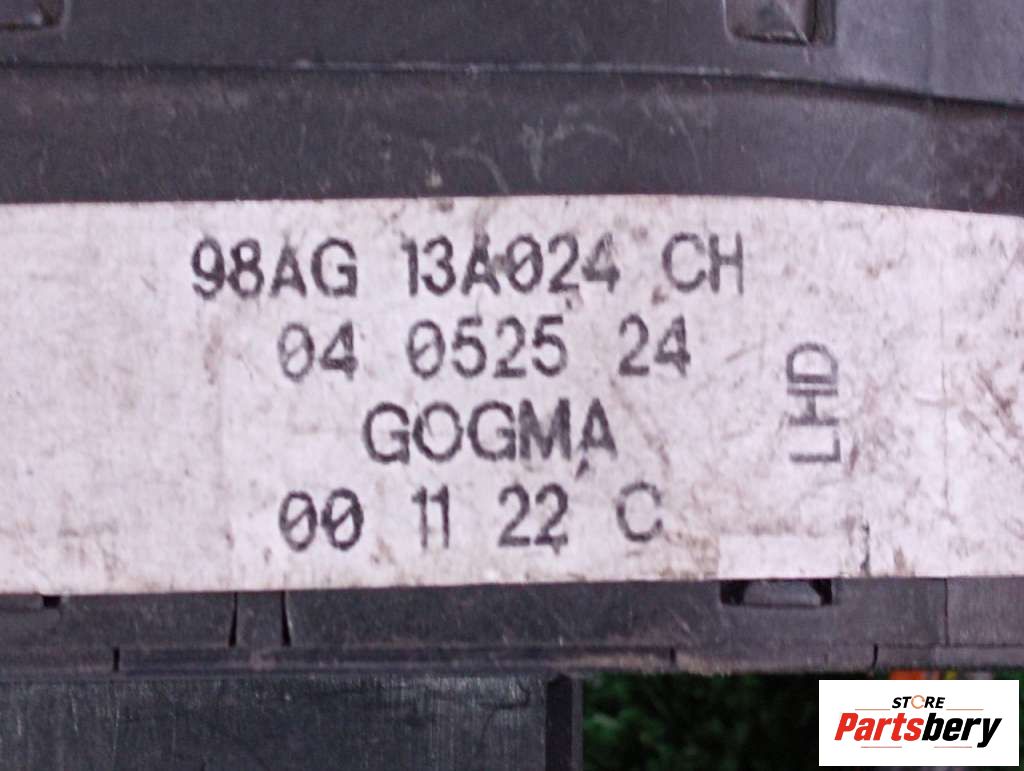 98AG 13A024 CH
04 0525 24
GOGMA
00 11 22 C
LHD
STORE
Partsbery